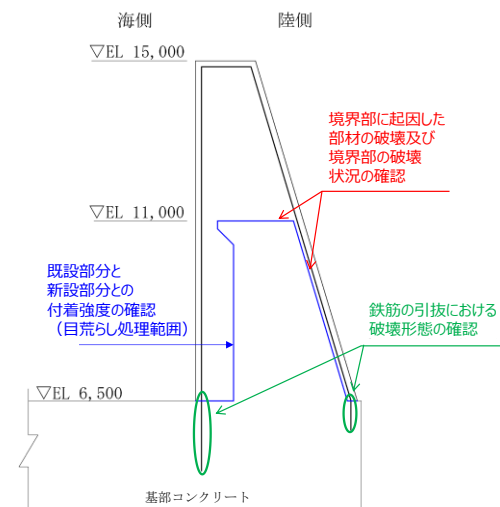 海側
陸側
▽EL 15,000
境界部に起因した
部材の破壊及び
境界部の破壊
状況の確認
▽EL 11,000
既設部分と
新設部分との
付着強度の確認
（目荒らし処理範囲）
鉄筋の引抜における
破壊形態の確認
▽EL 6,500
基部コンクリート